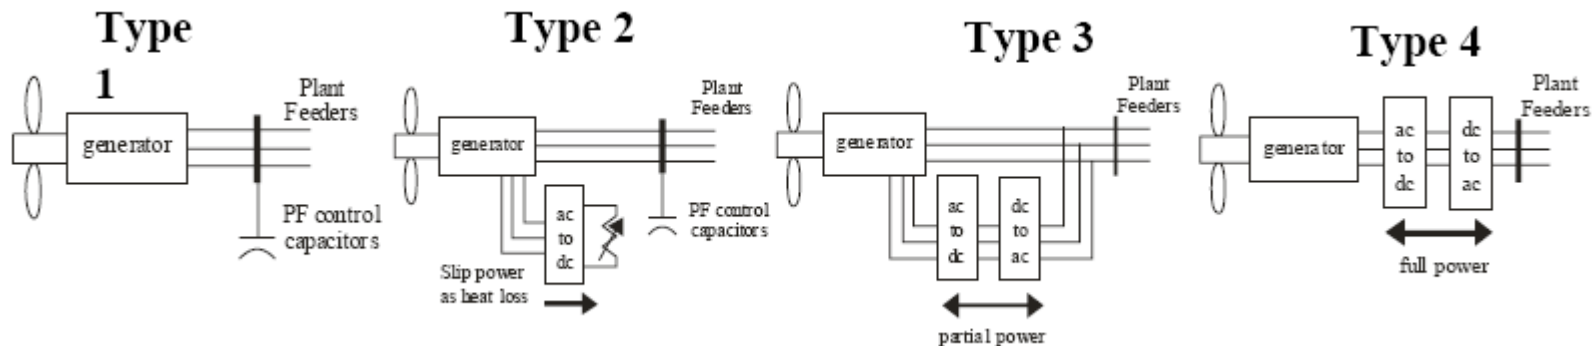 Type
1
Plant
Feeders
generator
PF control
capacitors
Type 2
Plant
Feeders
generator
ac
to
dc
PF control
capacitors
Slip power
as heat loss
Type 3
Plant
Feeders
generator
ac
to
dc
dc
to
ac
partial power
Type 4
Plant
Feeders
generator
ac
to
dc
dc
to
ac
full power